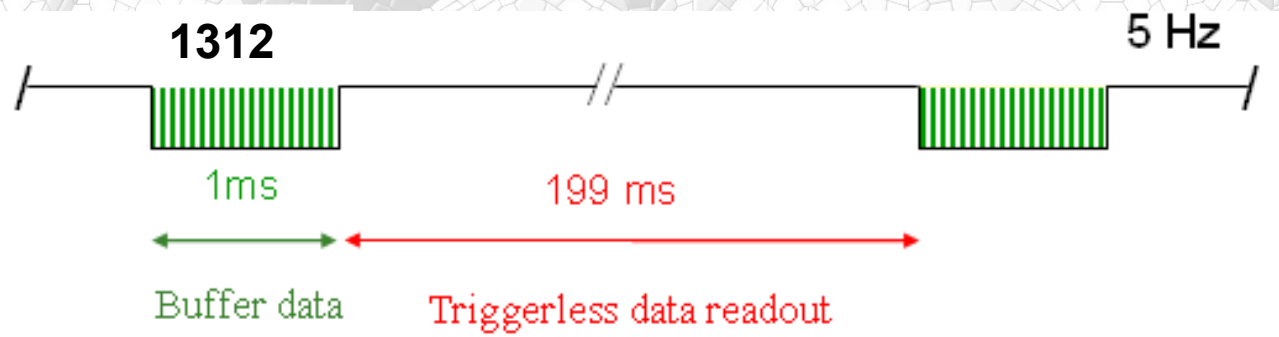 1312
5 Hz
1ms
199 ms
Buffer data
Triggerless data readout